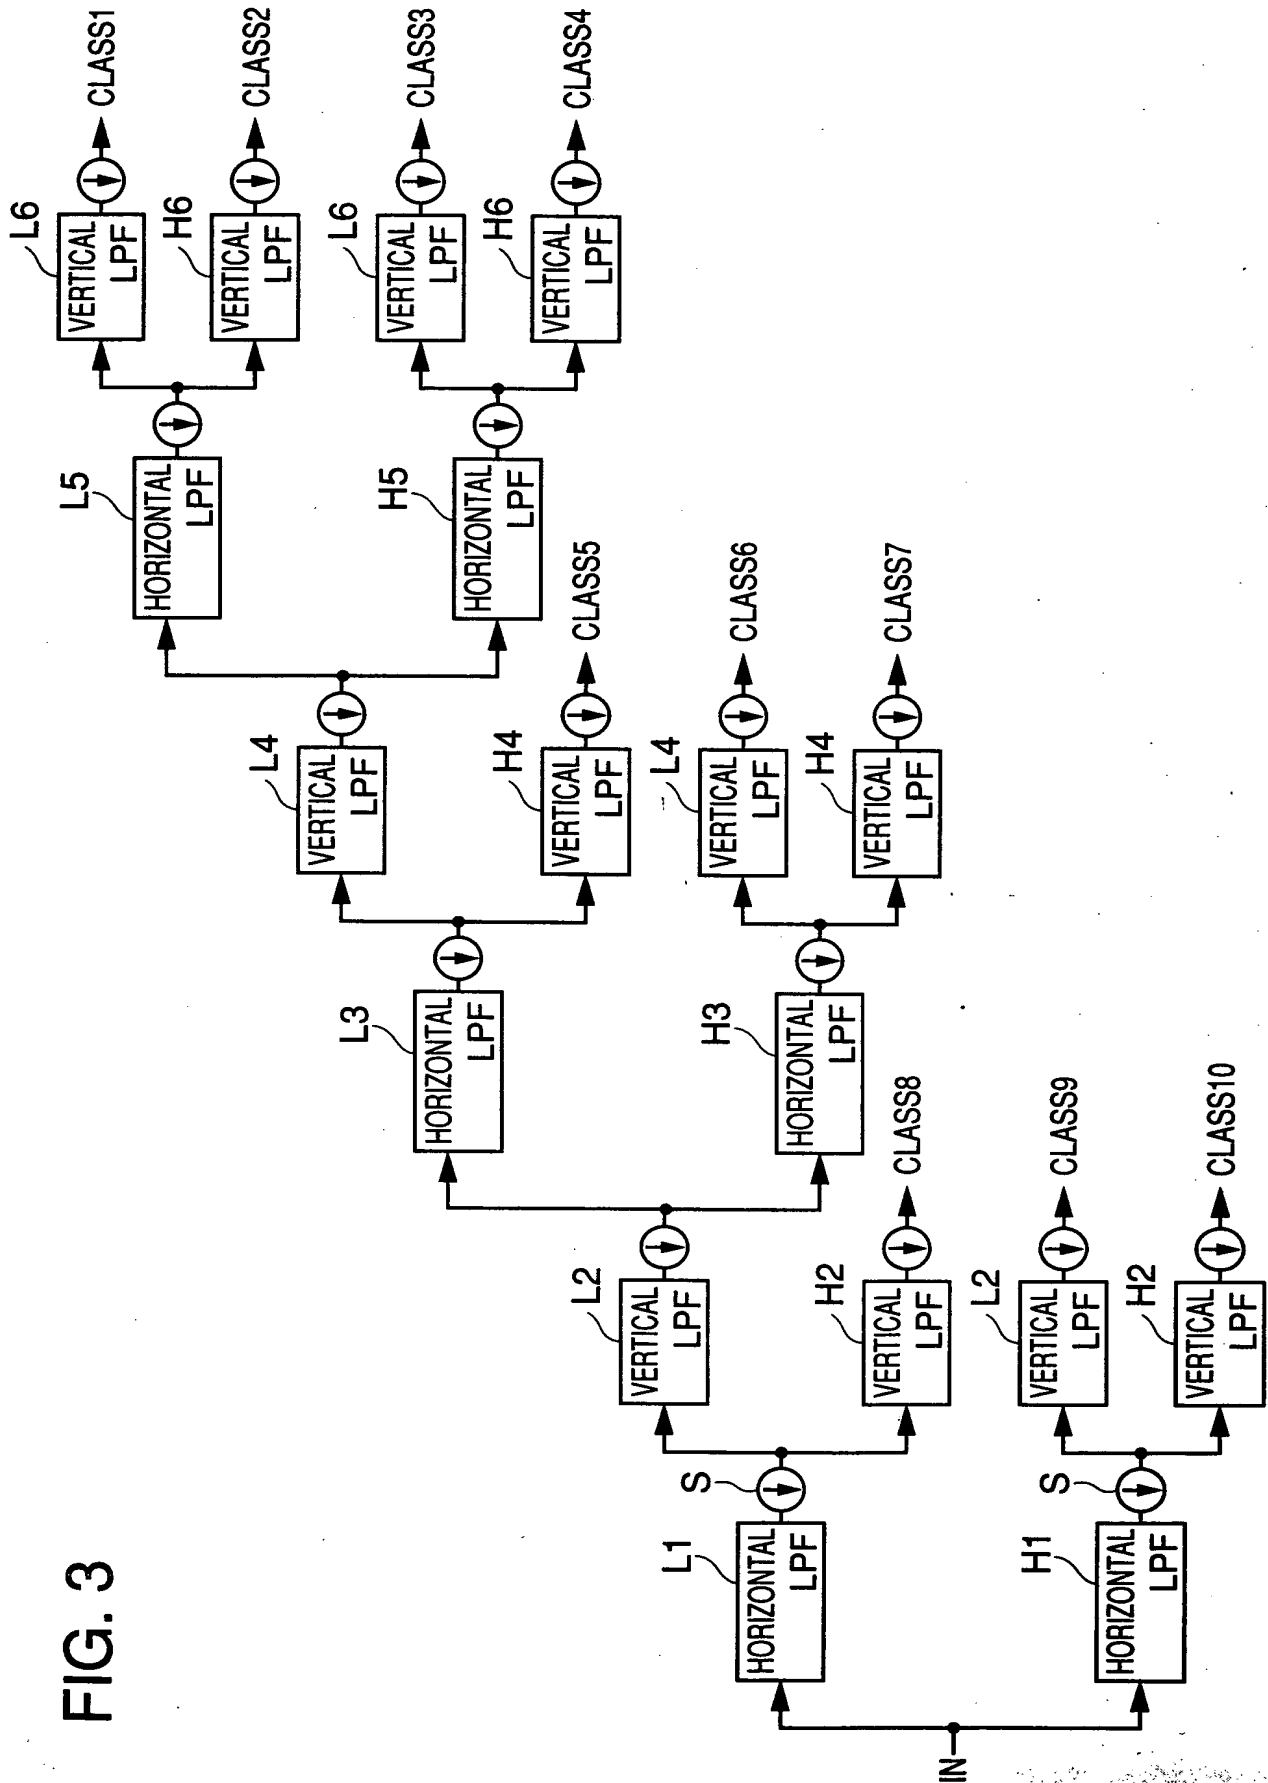 FIG. 3
IN
L1
HORIZONTAL
LPF
S
H1
HORIZONTAL
LPF
S
L2
VERTICAL
LPF
H2
VERTICAL
LPF
CLASS8
L2
VERTICAL
LPF
CLASS9
H2
VERTICAL
LPF
CLASS10
L3
HORIZONTAL
LPF
H3
HORIZONTAL
LPF
L4
VERTICAL
LPF
H4
VERTICAL
LPF
CLASS5
L4
VERTICAL
LPF
CLASS6
H4
VERTICAL
LPF
CLASS7
L5
HORIZONTAL
LPF
H5
HORIZONTAL
LPF
L6
VERTICAL
LPF
CLASS1
H6
VERTICAL
LPF
CLASS2
L6
VERTICAL
LPF
CLASS3
H6
VERTICAL
LPF
CLASS4